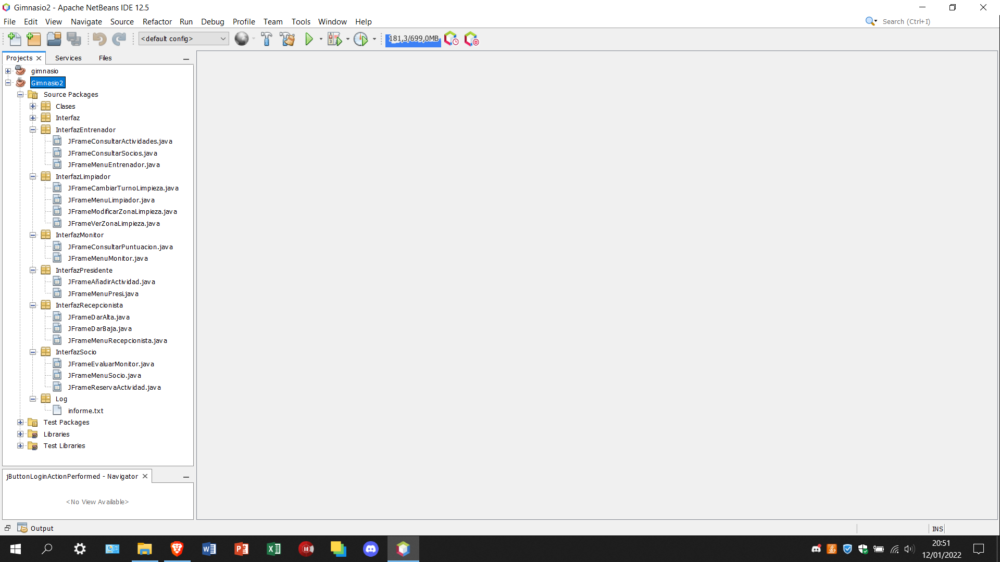 Gimnasio2 - Apache NetBeans IDE 12.5
File Edit View Navigate Source Refactor Run Debug Profile Team Tools Window Help
Search (Ctrl+I)
<default config>
181,3/699,0MB
Projects Services Files
gimnasio
Gimnasio2
Source Packages
Clases
Interfaz
InterfazEntrenador
JFrameConsultarActividades.java
JFrameConsultarSocios.java
JFrameMenuEntrenador.java
InterfazLimpiador
JFrameCambiarTurnoLimpieza.java
JFrameMenuLimpiador.java
JFrameModificarZonaLimpieza.java
JFrameVerZonaLimpieza.java
InterfazMonitor
JFrameConsultarPuntuacion.java
JFrameMenuMonitor.java
InterfazPresidente
JFrameAñadirActividad.java
JFrameMenuPresi.java
InterfazRecepcionista
JFrameDarAlta.java
JFrameDarBaja.java
JFrameMenuRecepcionista.java
InterfazSocio
JFrameEvaluarMonitor.java
JFrameMenuSocio.java
JFrameReservaActividad.java
Log
informe.txt
Test Packages
Libraries
Test Libraries
jButtonLoginActionPerformed - Navigator
<No View Available>
Output
INS
20:51
12/01/2022